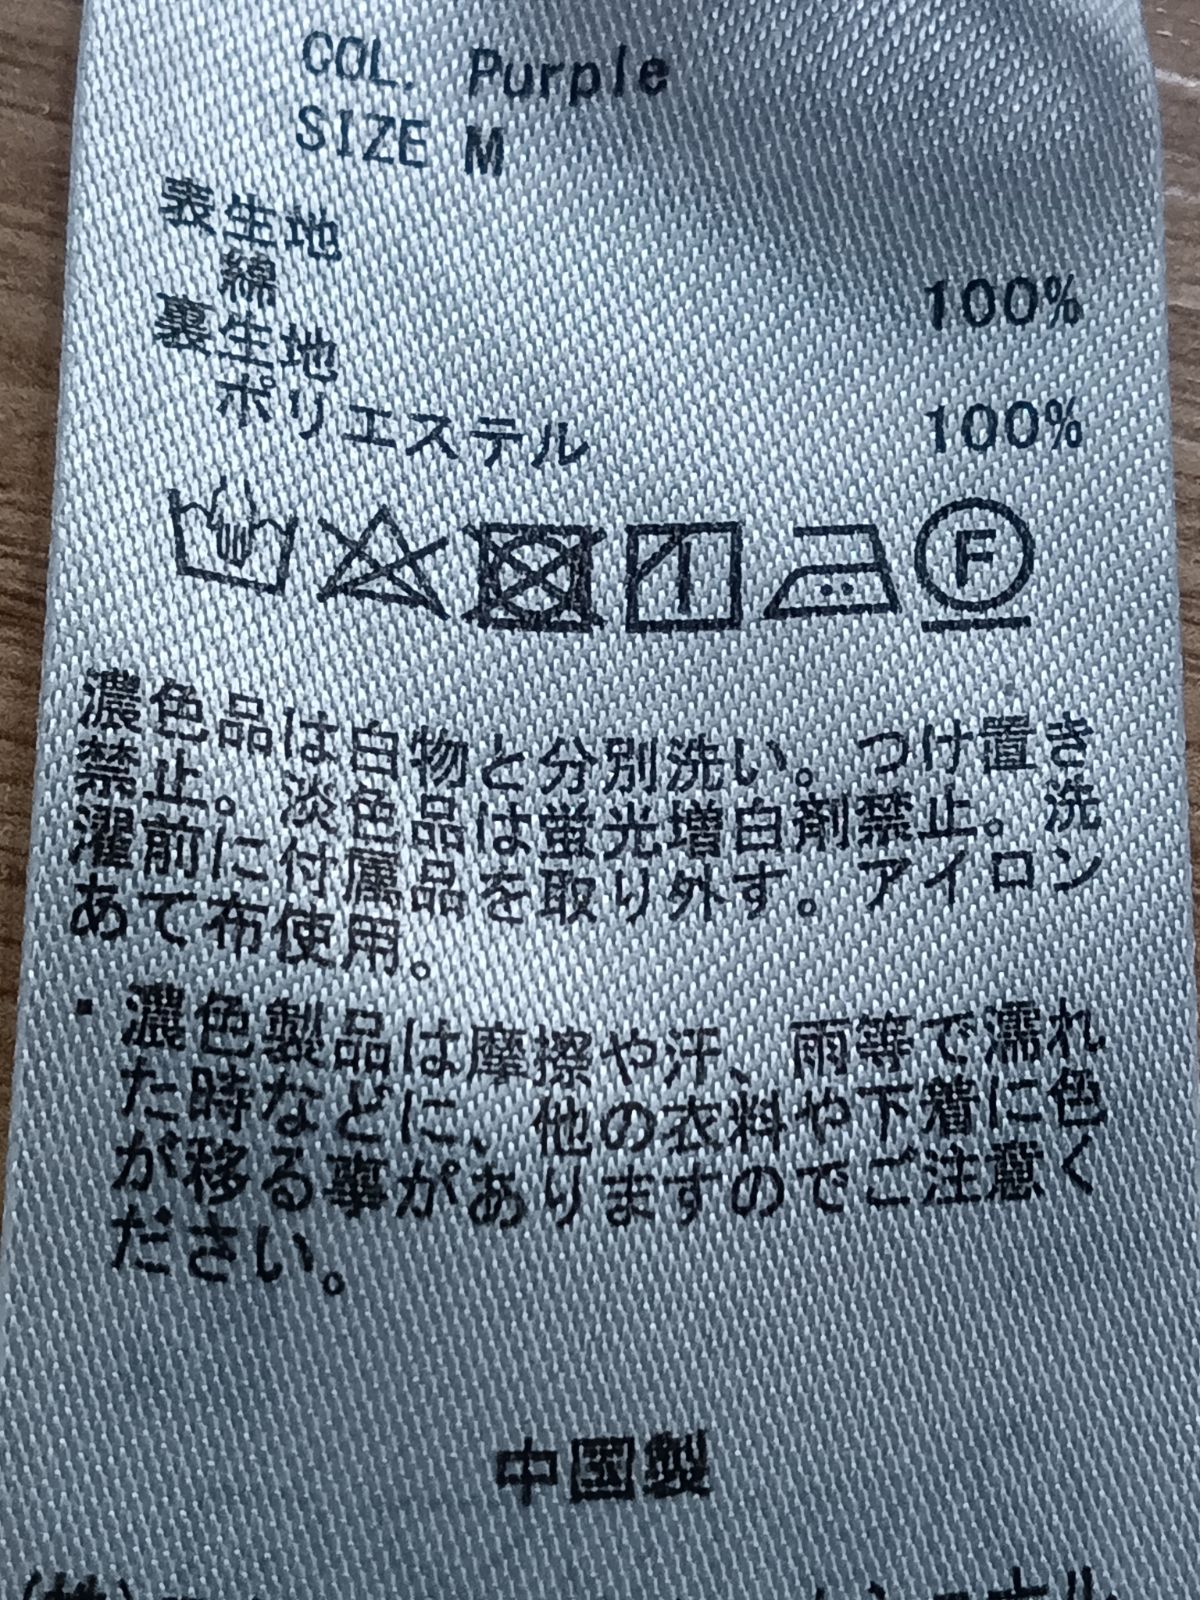 COL. Purple
SIZE M
表生地
綿 100%
裏生地
ポリエステル 100%
F
濃色品は白物と分別洗い。つけ置き
禁止。淡色品は蛍光増白剤禁止。洗
濯前に付属品を取り外す。アイロン
あて布使用。
・濃色製品は摩擦や汗、雨等で濡れ
た時などに、他の衣料や下着に色
が移る事がありますのでご注意く
ださい。
中国製